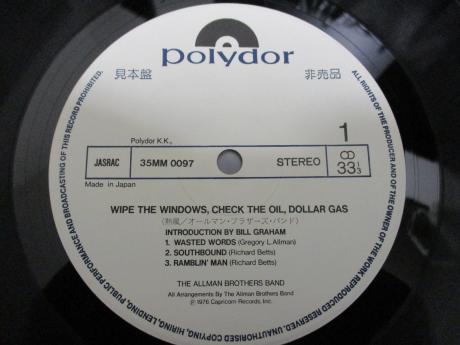 polydor
見本盤
非売品
Polydor K.K.,
1
JASRAC
35MM 0097
STEREO
33 1/3
Made in Japan
WIPE THE WINDOWS, CHECK THE OIL, DOLLAR GAS
(熱風/オールマン・ブラザーズ・バンド)
INTRODUCTION BY BILL GRAHAM
1. WASTED WORDS (Gregory L.Allman)
2. SOUTHBOUND (Richard Betts)
3. RAMBLIN' MAN (Richard Betts)
THE ALLMAN BROTHERS BAND
All Arrangements By The Allman Brothers Band
Ⓟ1976 Capricorn Records
ALL RIGHTS OF THE PRODUCER AND OF THE OWNER OF THE WORK REPRODUCED RESERVED. UNAUTHORISED COPYING, HIRING, LENDING, PUBLIC PERFORMANCE AND BROADCASTING OF THIS RECORD PROHIBITED.